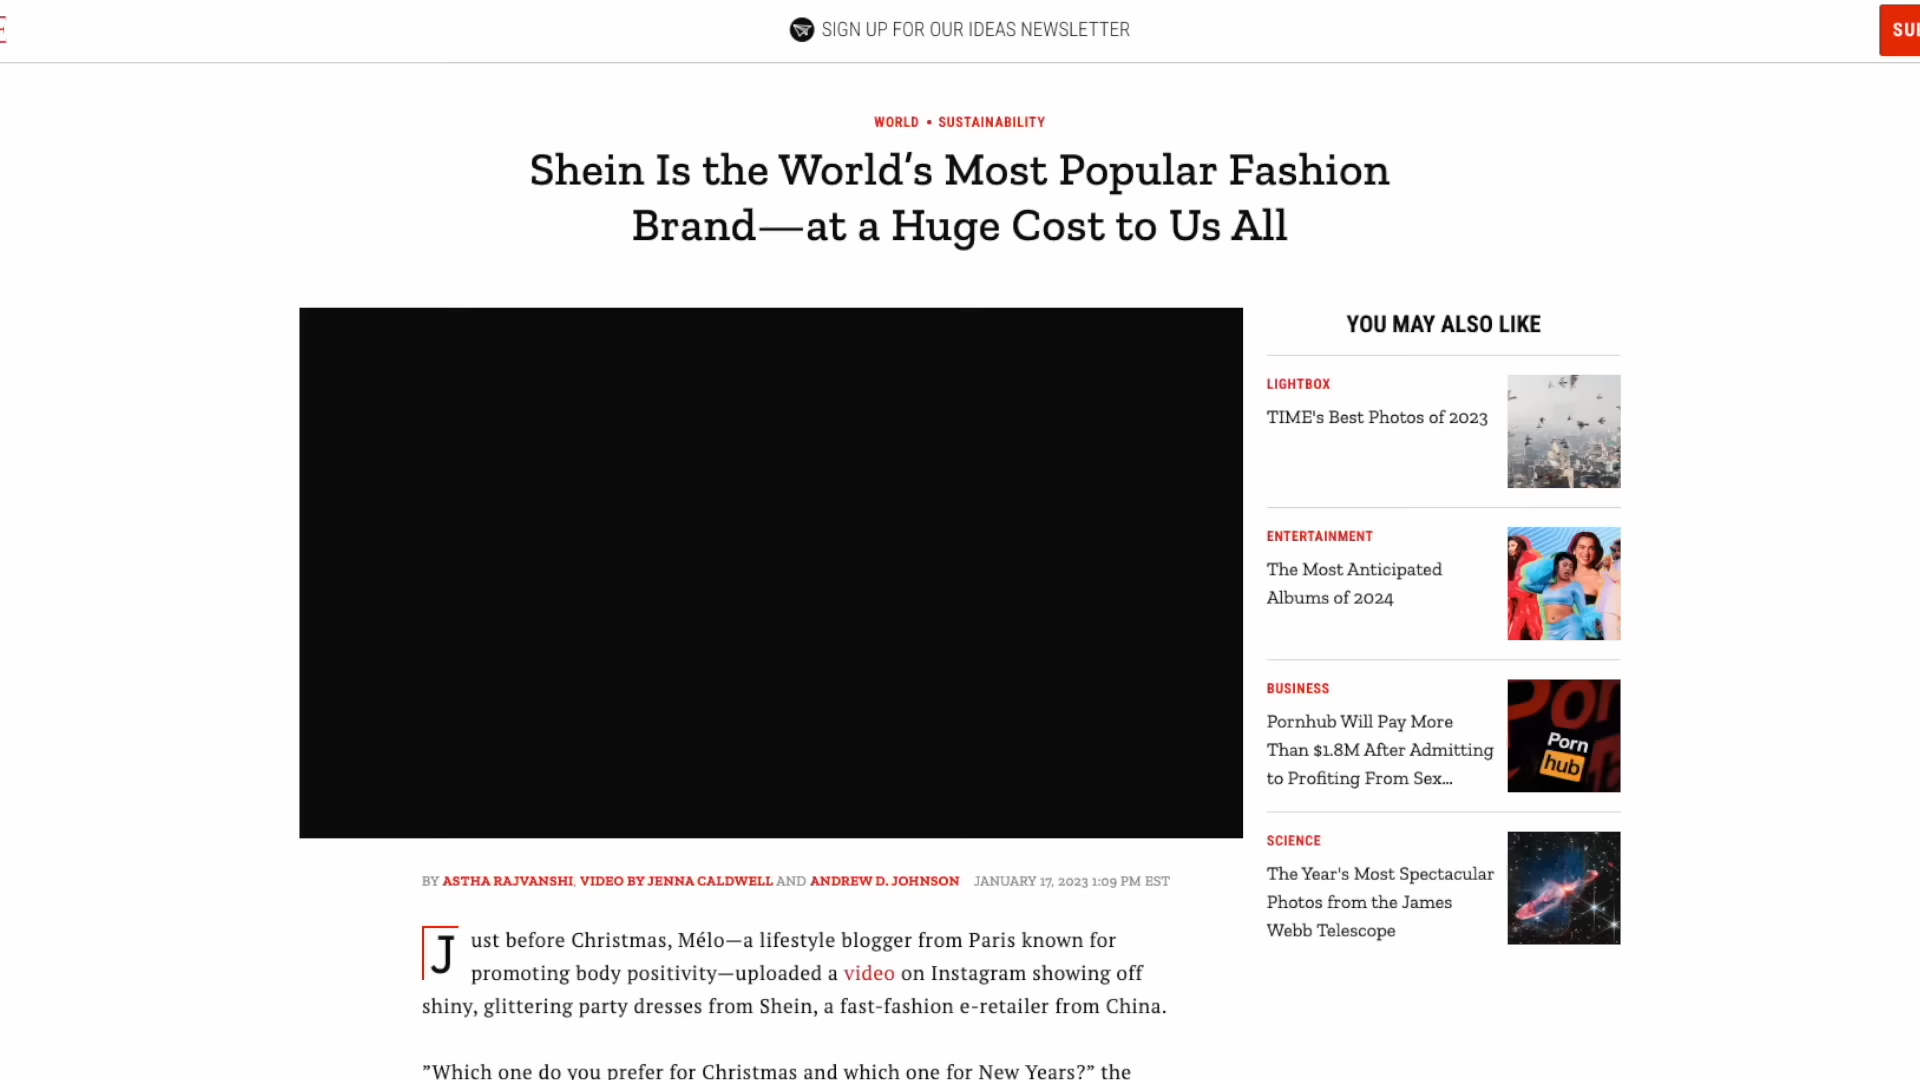 SIGN UP FOR OUR IDEAS NEWSLETTER
WORLD • SUSTAINABILITY
Shein Is the World's Most Popular Fashion
Brand—at a Huge Cost to Us All
YOU MAY ALSO LIKE
LIGHTBOX
TIME's Best Photos of 2023
ENTERTAINMENT
The Most Anticipated
Albums of 2024
BUSINESS
Pornhub Will Pay More
Than $1.8M After Admitting
to Profiting From Sex...
Porn
hub
SCIENCE
The Year's Most Spectacular
Photos from the James
Webb Telescope
BY ASTHA RAJVANSHI, VIDEO BY JENNA CALDWELL AND ANDREW D. JOHNSON JANUARY 17, 2023 1:09 PM EST
Just before Christmas, Mélo—a lifestyle blogger from Paris known for
promoting body positivity—uploaded a video on Instagram showing off
shiny, glittering party dresses from Shein, a fast-fashion e-retailer from China.
”Which one do you prefer for Christmas and which one for New Years?” the